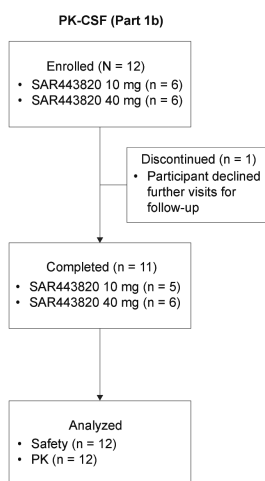 PK-CSF (Part 1b)
Enrolled (N = 12)
• SAR443820 10 mg (n = 6)
• SAR443820 40 mg (n = 6)
Discontinued (n = 1)
• Participant declined
further visits for
follow-up
Completed (n = 11)
• SAR443820 10 mg (n = 5)
• SAR443820 40 mg (n = 6)
Analyzed
• Safety (n = 12)
• PK (n = 12)